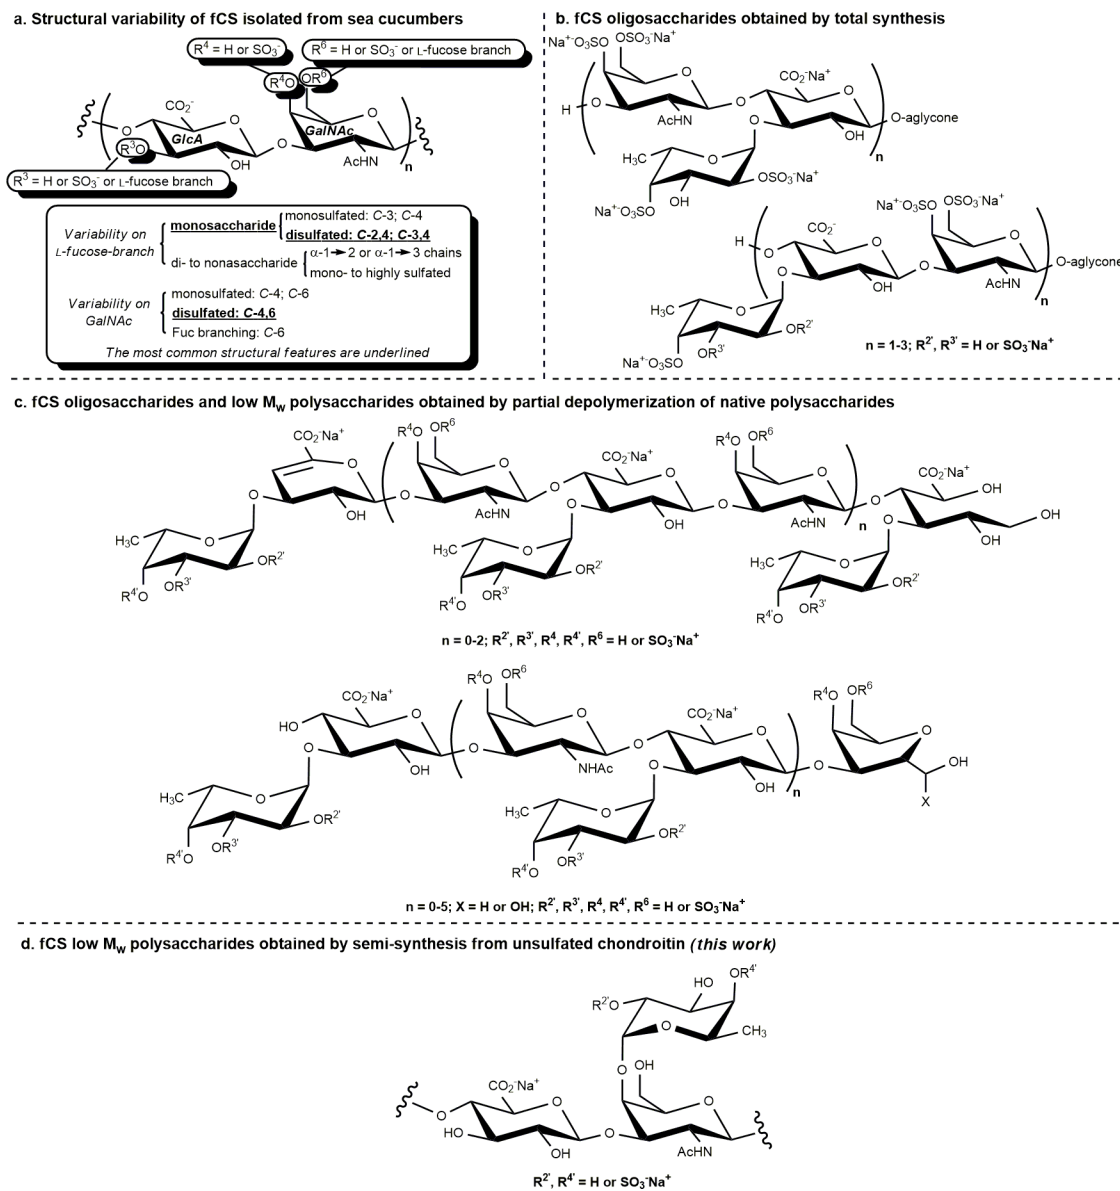 a. Structural variability of fCS isolated from sea cucumbers
R⁴ = H or SO₃⁻
R⁶ = H or SO₃⁻ or L-fucose branch
R⁴O
OR⁶
CO₂⁻
O
O
GlcA
GalNAc
O
R³O
O
OH
AcHN
n
R³ = H or SO₃⁻ or L-fucose branch
Variability on
L-fucose-branch
monosaccharide
monosulfated: C-3; C-4
disulfated: C-2,4; C-3,4
di- to nonasaccharide
α-1→2 or α-1→3 chains
mono- to highly sulfated
Variability on
GalNAc
monosulfated: C-4; C-6
disulfated: C-4,6
Fuc branching: C-6
The most common structural features are underlined
b. fCS oligosaccharides obtained by total synthesis
Na⁺⁻O₃SO
OSO₃⁻Na⁺
O
CO₂⁻Na⁺
H
O
AcHN
O
O
O
OH
O-aglycone
n
H₃C
O
OSO₃⁻Na⁺
OH
Na⁺⁻O₃SO
Na⁺⁻O₃SO
OSO₃⁻Na⁺
CO₂⁻
H
O
O
O
O
OH
O
AcHN
O-aglycone
n
H₃C
O
OR²'
OR³'
Na⁺⁻O₃SO
n = 1-3; R²', R³' = H or SO₃⁻Na⁺
c. fCS oligosaccharides and low Mw polysaccharides obtained by partial depolymerization of native polysaccharides
CO₂⁻Na⁺
R⁴O
OR⁶
R⁴O
OR⁶
O
O
CO₂⁻Na⁺
O
O
CO₂⁻Na⁺
O
OH
O
AcHN
O
O
OH
O
AcHN
n
O
OH
OH
OH
O
H₃C
O
OR²'
OR³'
R⁴'O
H₃C
O
OR²'
OR³'
R⁴'O
H₃C
O
OR²'
OR³'
R⁴'O
n = 0-2; R²', R³', R⁴, R⁴', R⁶ = H or SO₃⁻Na⁺
R⁴O
OR⁶
R⁴O
OR⁶
CO₂⁻Na⁺
O
O
CO₂⁻Na⁺
O
O
HO
O
OH
O
NHAc
O
O
OH
n
O
OH
X
H₃C
O
OR²'
OR³'
R⁴'O
H₃C
O
OR²'
OR³'
R⁴'O
n = 0-5; X = H or OH; R²', R³', R⁴, R⁴', R⁶ = H or SO₃⁻Na⁺
d. fCS low Mw polysaccharides obtained by semi-synthesis from unsulfated chondroitin (this work)
HO
OR⁴'
R²'O
O
CH₃
O
OH
CO₂⁻Na⁺
O
O
O
HO
OH
O
AcHN
O
R²', R⁴' = H or SO₃⁻Na⁺